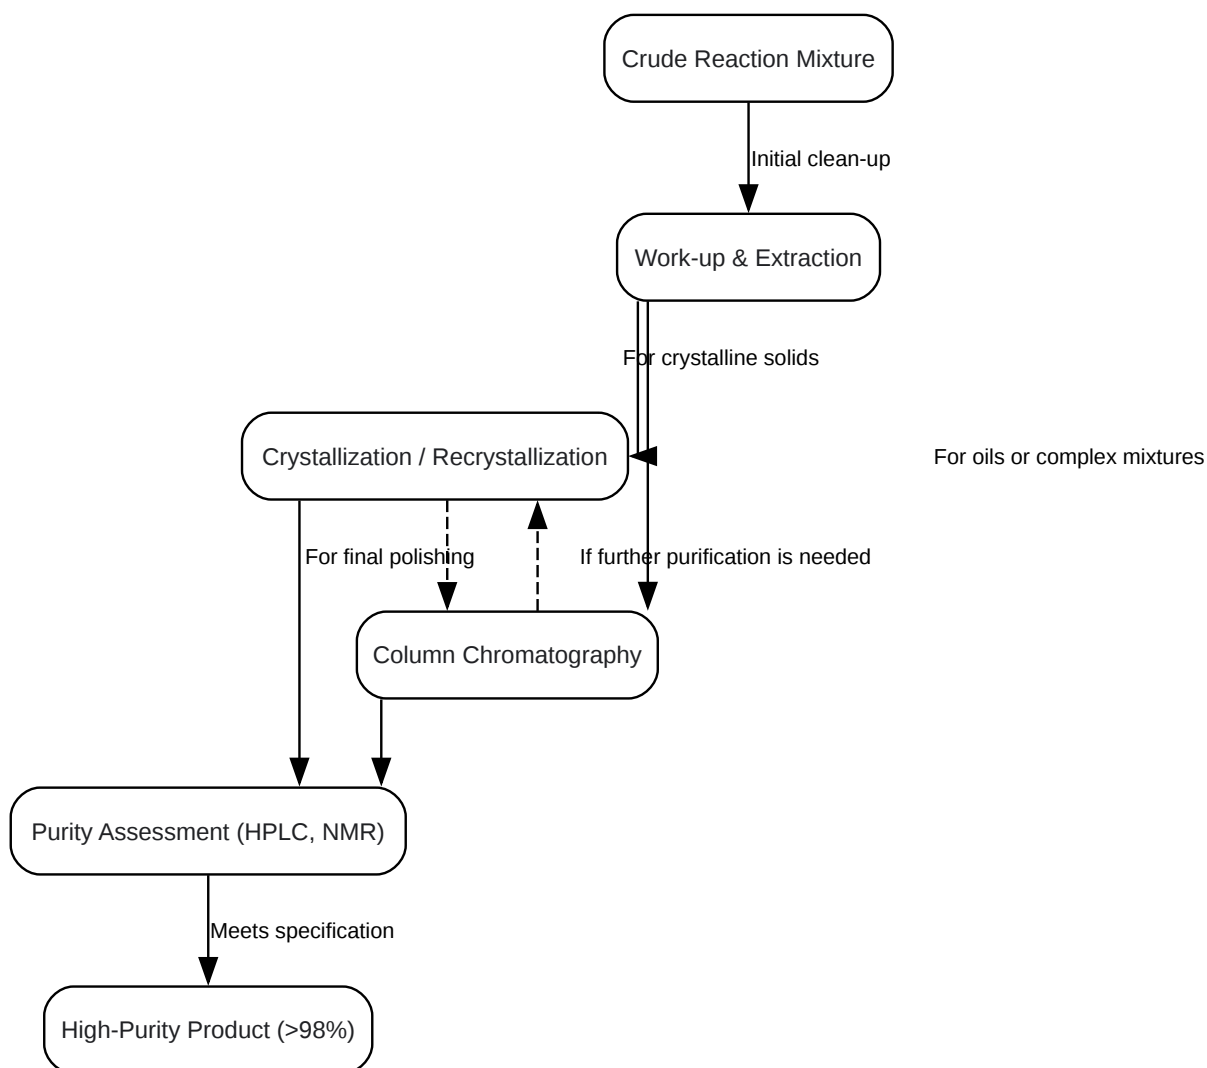 Crude Reaction Mixture
Initial clean-up
Work-up & Extraction
For crystalline solids
Crystallization / Recrystallization
For oils or complex mixtures
For final polishing
If further purification is needed
Column Chromatography
Purity Assessment (HPLC, NMR)
Meets specification
High-Purity Product (>98%)